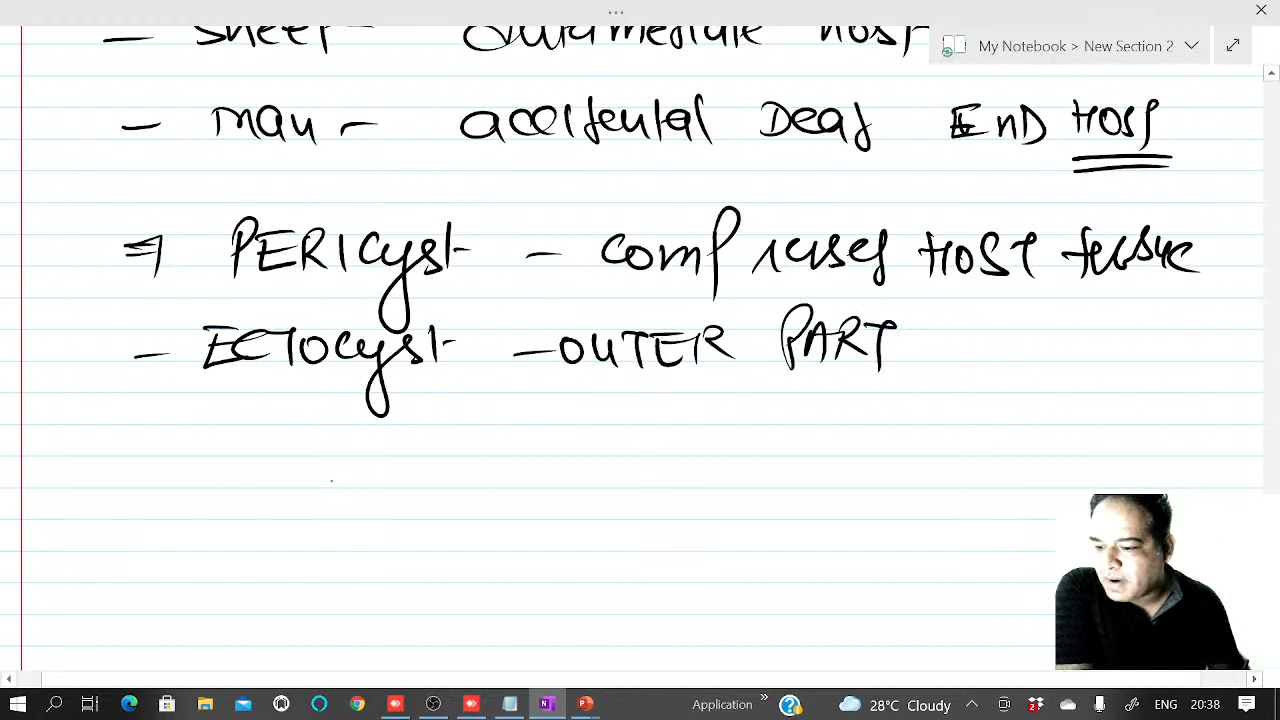 ...
My Notebook > New Section 2
- Sheep - Intermediate host
- man - accidental Dead END HOST
⇒ PERICyst - comprises HOST tissue
- ECTOcyst - OUTER PART
Application
28°C Cloudy
ENG 20:38